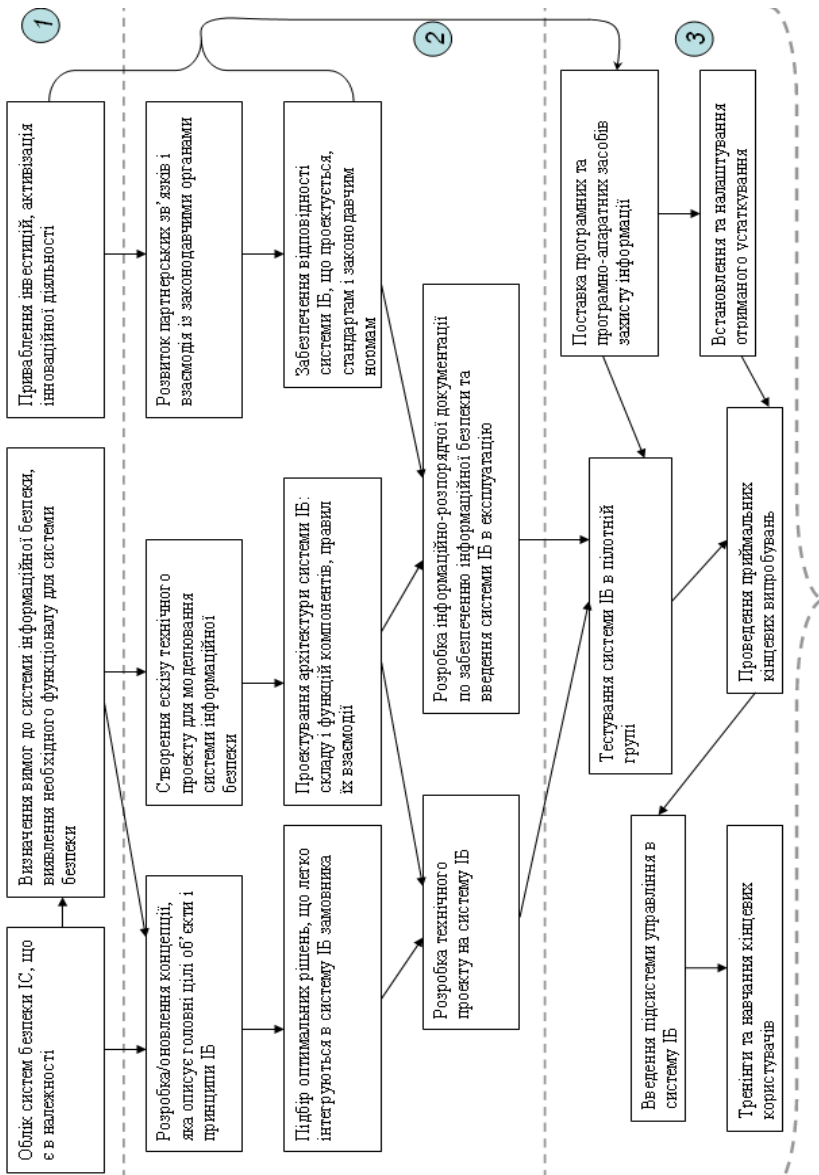 Облік систем безпеки ІС, що
є в належності
Визначення вимог до системи інформаційної безпеки,
виявлення необхідного функціоналу для системи
безпеки
Приваблення інвестицій, активізація
інноваційної діяльності
1
Розробка/оновлення концепції,
яка описує головні цілі об’єкти і
принципи ІБ
Створення ескізу технічного
проекту для моделювання
системи інформаційної
безпеки
Розвиток партнерських зв’язків і
взаємодія із законодавчими органами
Підбір оптимальних рішень, що легко
інтегруються в систему ІБ замовника
Проектування архітектури системи ІБ:
складу і функцій компонентів, правил
їх взаємодії
Забезпечення відповідності
системи ІБ, що проектується,
стандартам і законодавчим
нормам
2
Розробка технічного
проекту на систему ІБ
Розробка інформаційно-розпорядчої документації
по забезпеченню інформаційної безпеки та
введення системи ІБ в експлуатацію
Тестування системи ІБ в пілотній
групі
Поставка програмних та
програмно-апаратних засобів
захисту інформації
3
Введення підсистеми управління в
систему ІБ
Проведення приймальних
кінцевих випробувань
Встановлення та налаштування
отриманого устаткування
Тренінги та навчання кінцевих
користувачів